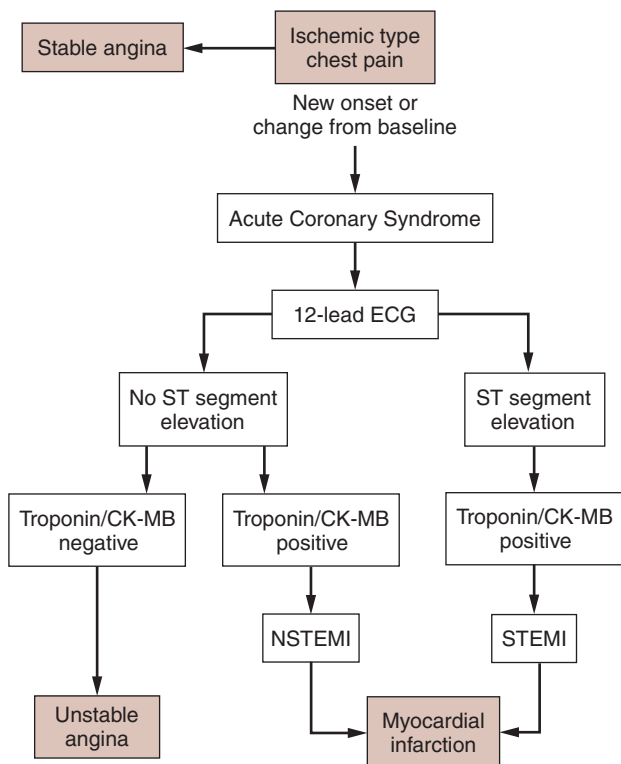 Stable angina
Ischemic type
chest pain
New onset or
change from baseline
Acute Coronary Syndrome
12-lead ECG
No ST segment
elevation
ST segment
elevation
Troponin/CK-MB
negative
Troponin/CK-MB
positive
Troponin/CK-MB
positive
NSTEMI
STEMI
Unstable
angina
Myocardial
infarction